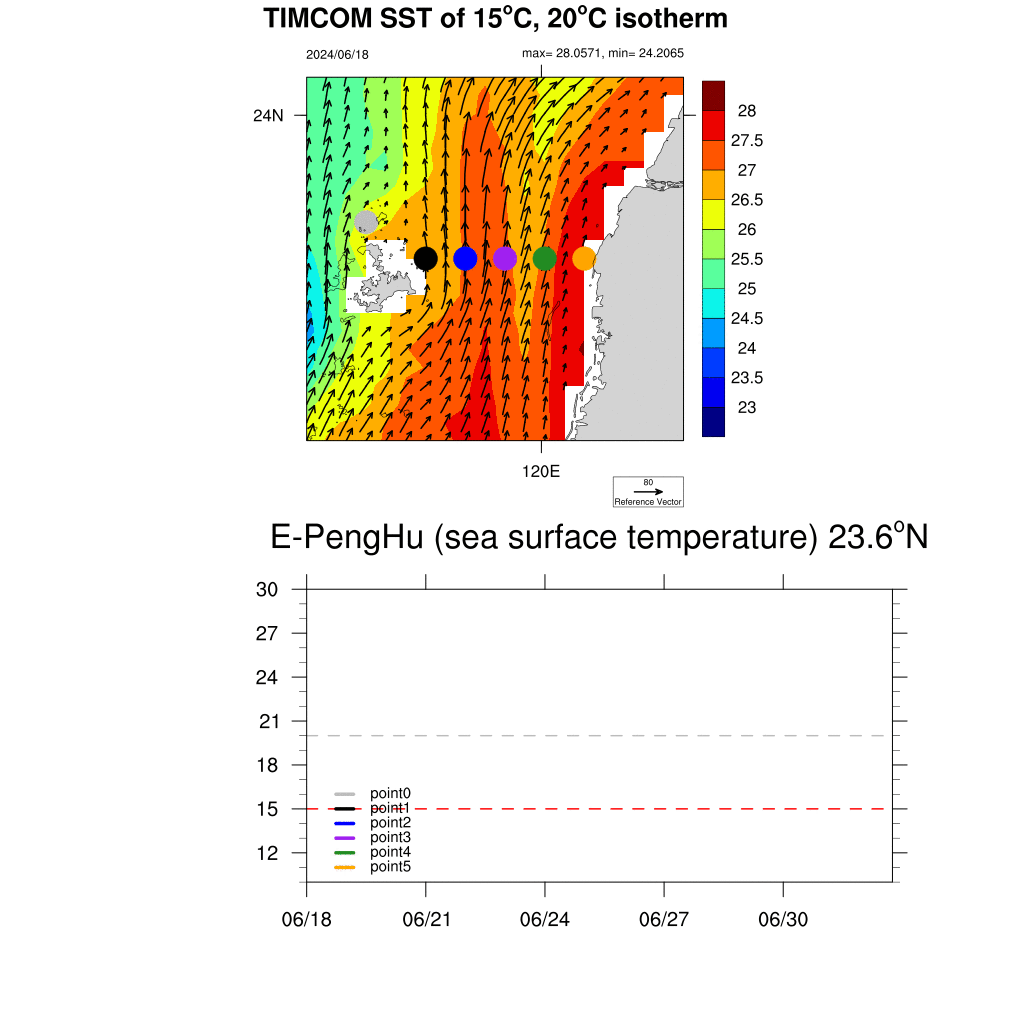 TIMCOM SST of 15°C, 20°C isotherm
2024/06/18
max= 28.0571, min= 24.2065
24N
28
27.5
27
26.5
26
25.5
25
24.5
24
23.5
23
120E
80
Reference Vector
E-PengHu (sea surface temperature) 23.6°N
30
27
24
21
18
15
12
point0
point1
point2
point3
point4
point5
06/18 06/21 06/24 06/27 06/30